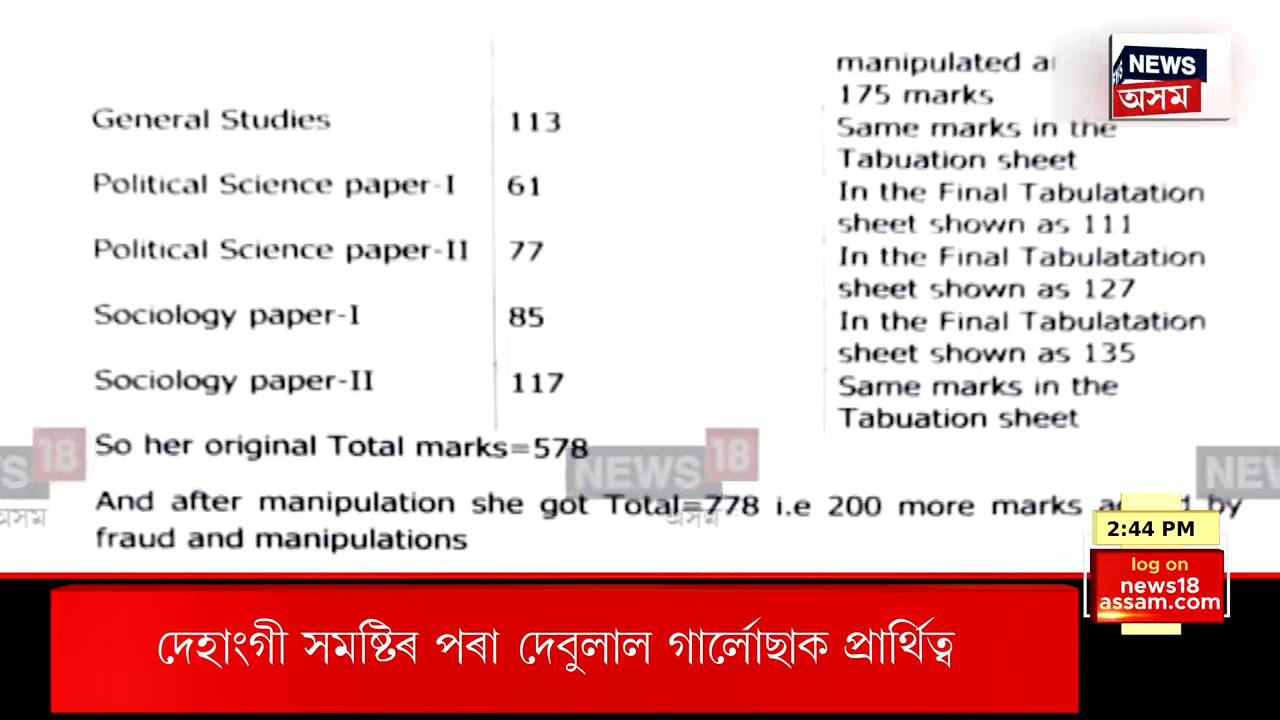 manipulated
175 marks
General Studies 113 Same marks in the
Tabuation sheet
Political Science paper-I 61 In the Final Tabulatation
sheet shown as 111
Political Science paper-II 77 In the Final Tabulatation
sheet shown as 127
Sociology paper-I 85 In the Final Tabulatation
sheet shown as 135
Sociology paper-II 117 Same marks in the
Tabuation sheet
So her original Total marks=578
And after manipulation she got Total=778 i.e 200 more marks by
fraud and manipulations
NEWS
অসম
NEWS 18
অসম
2:44 PM
log on
news18
assam.com
দেহাংগী সমষ্টিৰ পৰা দেবুলাল গাৰ্লোছাক প্ৰাৰ্থিত্ব